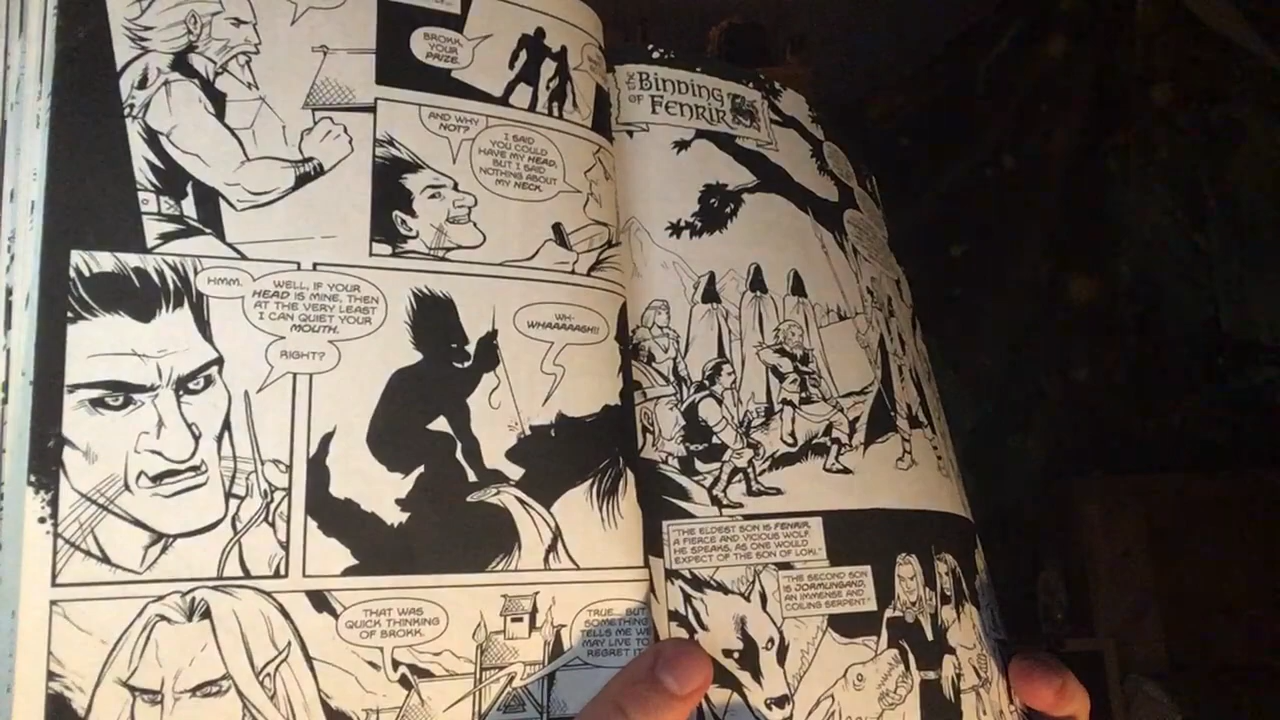 BROKK,
YOUR
PRIZE.
AND WHY
NOT?
I SAID
YOU COULD
HAVE MY HEAD,
BUT I SAID
NOTHING ABOUT
MY NECK.
HMM.
WELL, IF YOUR
HEAD IS MINE, THEN
AT THE VERY LEAST
I CAN QUIET YOUR
MOUTH.
RIGHT?
WH-
WHAAAAAGH!!
THAT WAS
QUICK THINKING
OF BROKK.
TRUE... BUT
SOMETHING
TELLS ME WE
MAY LIVE TO
REGRET IT.
the Binding
of Fenrir
"THE ELDEST SON IS FENRIR,
A FIERCE AND VICIOUS WOLF.
HE SPEAKS, AS ONE WOULD
EXPECT OF THE SON OF LOKI."
"THE SECOND SON
IS JORMUNGAND,
AN IMMENSE AND
COILING SERPENT."